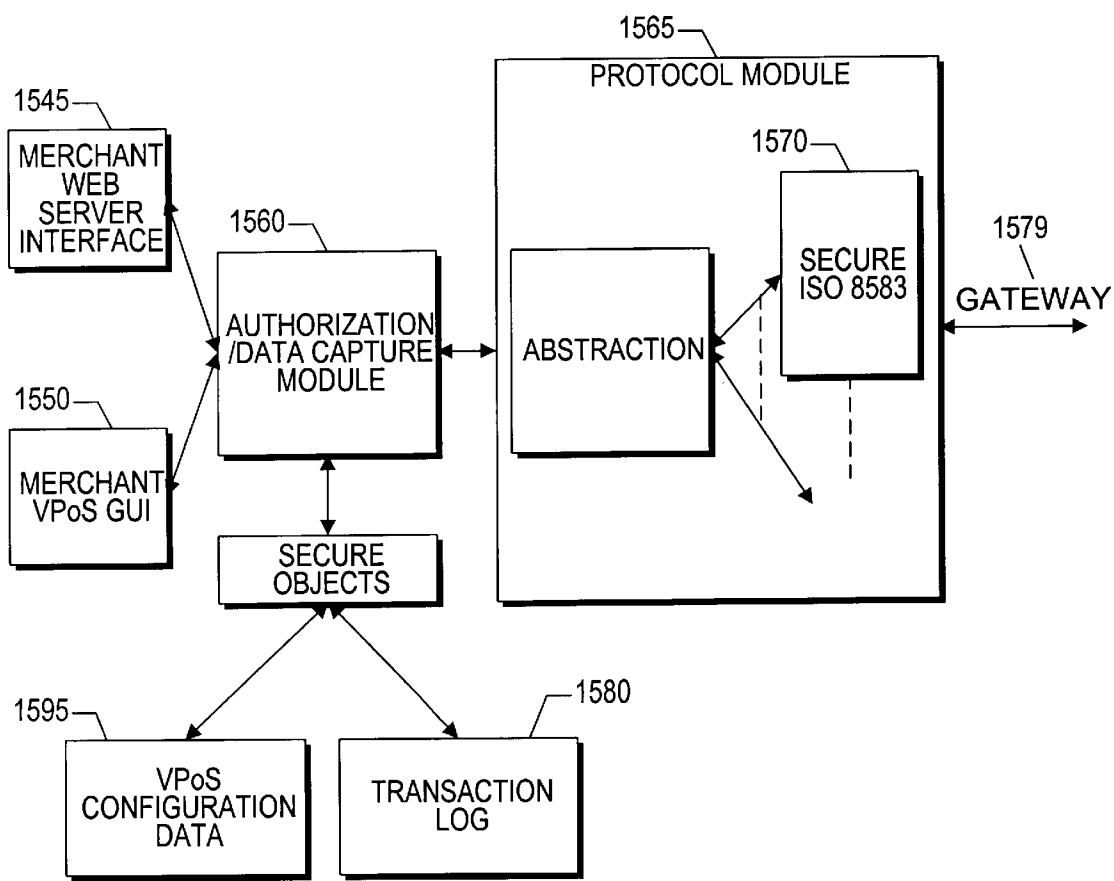 1565
PROTOCOL MODULE
1545
MERCHANT
WEB
SERVER
INTERFACE
1570
SECURE
ISO 8583
1560
AUTHORIZATION
/DATA CAPTURE
MODULE
ABSTRACTION
1579
GATEWAY
1550
MERCHANT
VPoS GUI
SECURE
OBJECTS
1595
VPoS
CONFIGURATION
DATA
1580
TRANSACTION
LOG